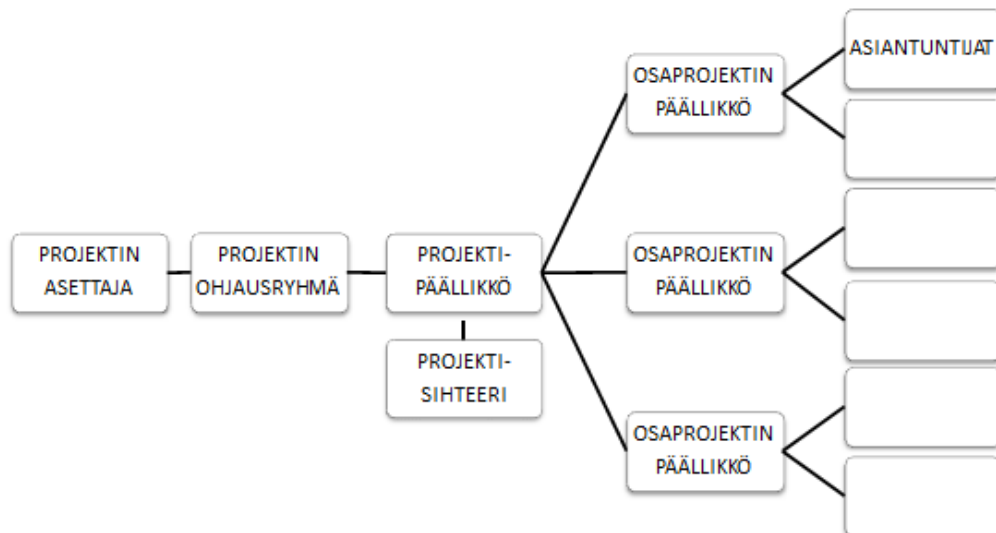 PROJEKTIN
ASETTAJA
PROJEKTIN
OHJAUSRYHMÄ
PROJEKTI-
PÄÄLLIKKÖ
PROJEKTI-
SIHTEERI
OSAPROJEKTIN
PÄÄLLIKKÖ
ASIANTUNTIJAT
OSAPROJEKTIN
PÄÄLLIKKÖ
OSAPROJEKTIN
PÄÄLLIKKÖ